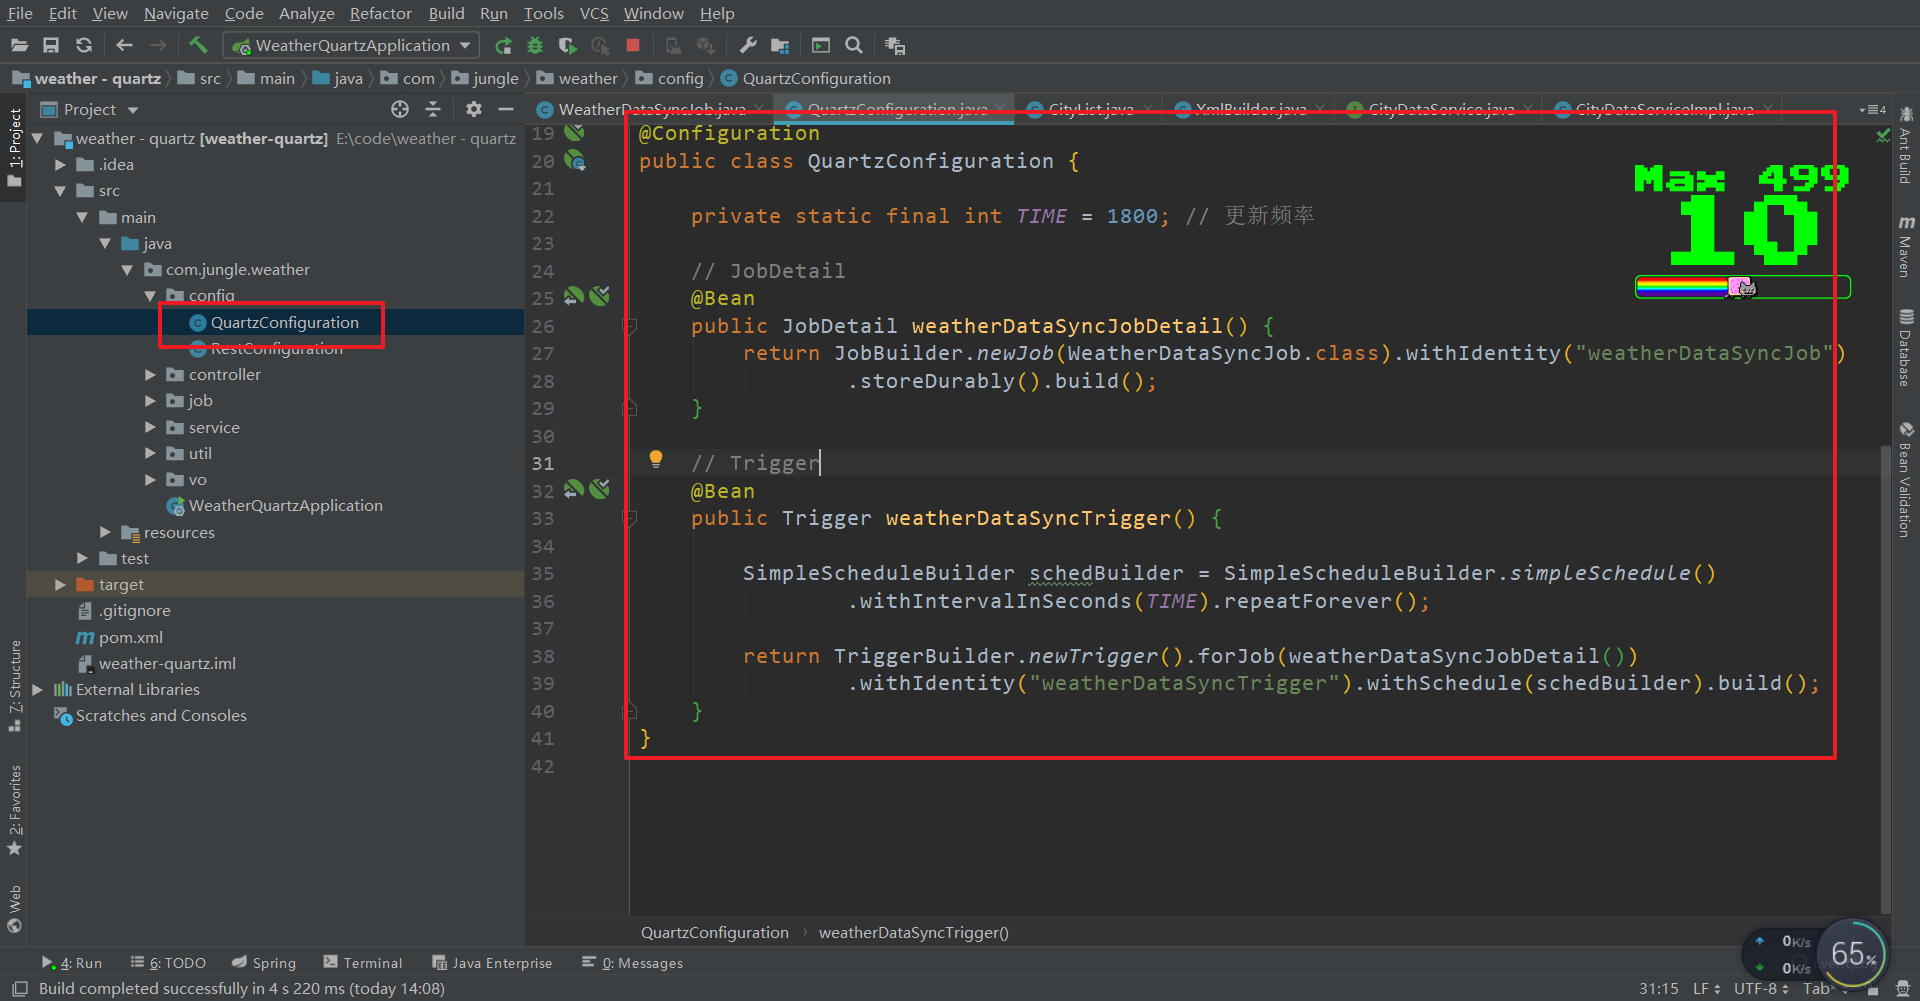 File Edit View Navigate Code Analyze Refactor Build Run Tools VCS Window Help
WeatherQuartzApplication
weather - quartz src main java com jungle weather config QuartzConfiguration
Project
WeatherDataSyncJob.java QuartzConfiguration.java CityList.java XmlBuilder.java CityDataService.java CityDataServiceImpl.java
4
1: Project
7: Structure
2: Favorites
Web
weather - quartz [weather-quartz] E:\code\weather - quartz
.idea
src
main
java
com.jungle.weather
config
QuartzConfiguration
RestConfiguration
controller
job
service
util
vo
WeatherQuartzApplication
resources
test
target
.gitignore
pom.xml
weather-quartz.iml
External Libraries
Scratches and Consoles
19 @Configuration
20 public class QuartzConfiguration {
21
22 private static final int TIME = 1800; // 更新频率
23
24 // JobDetail
25 @Bean
26 public JobDetail weatherDataSyncJobDetail() {
27 return JobBuilder.newJob(WeatherDataSyncJob.class).withIdentity("weatherDataSyncJob")
28 .storeDurably().build();
29 }
30
31 // Trigger
32 @Bean
33 public Trigger weatherDataSyncTrigger() {
34
35 SimpleScheduleBuilder schedBuilder = SimpleScheduleBuilder.simpleSchedule()
36 .withIntervalInSeconds(TIME).repeatForever();
37
38 return TriggerBuilder.newTrigger().forJob(weatherDataSyncJobDetail())
39 .withIdentity("weatherDataSyncTrigger").withSchedule(schedBuilder).build();
40 }
41 }
42
Max 499
10
Ant Build
Maven
Database
Bean Validation
QuartzConfiguration weatherDataSyncTrigger()
0K/s
0K/s
65%
4: Run 6: TODO Spring Terminal Java Enterprise 0: Messages
Build completed successfully in 4 s 220 ms (today 14:08)
31:15 LF UTF-8 Tab